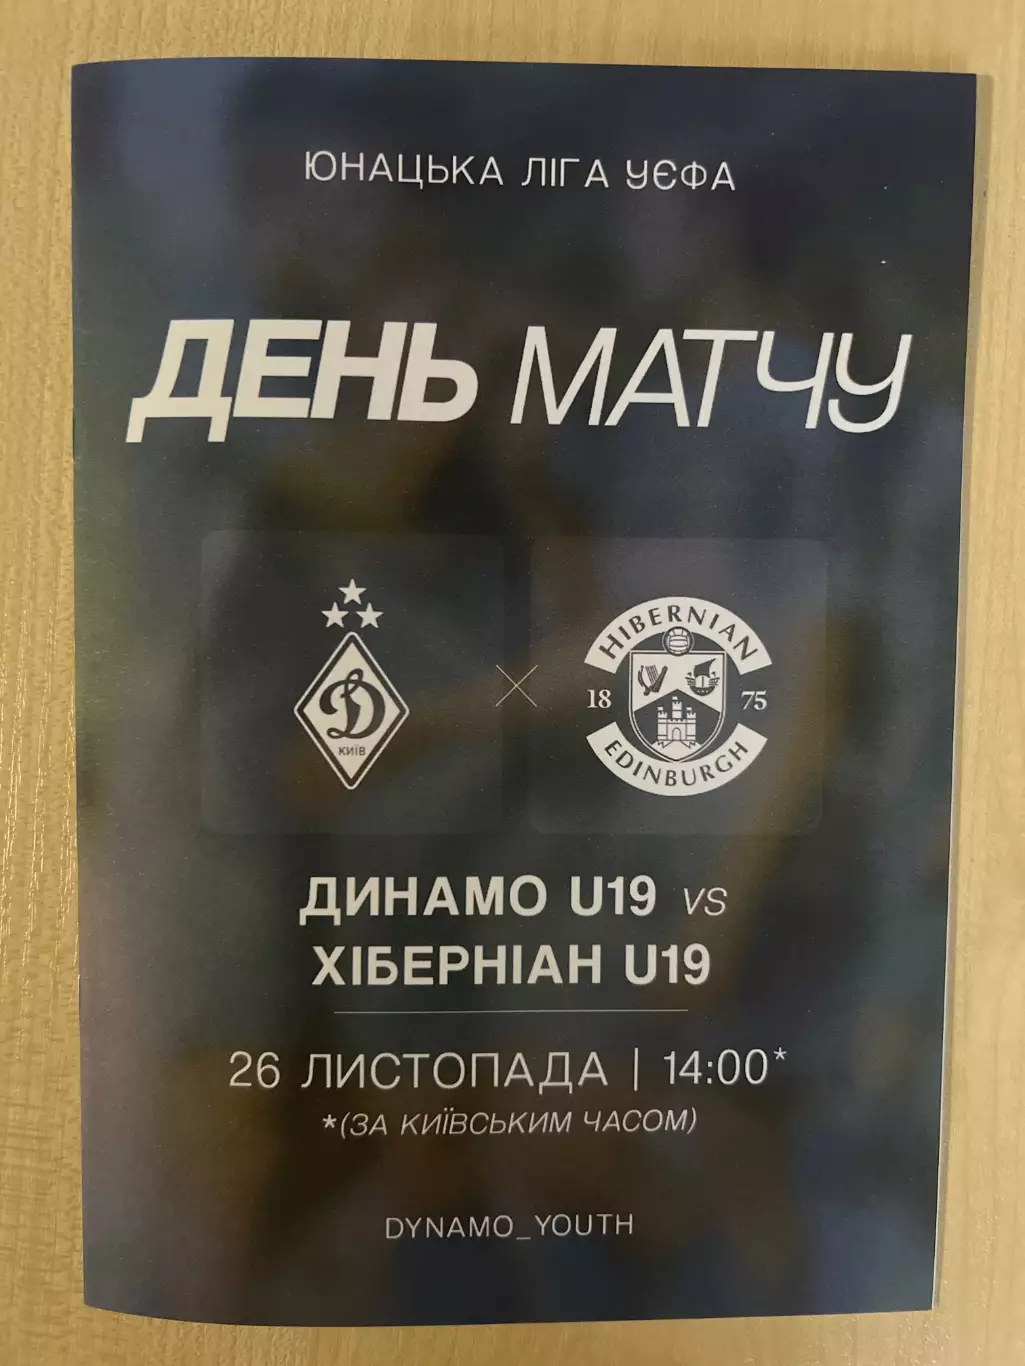 ЮНАЦЬКА ЛІГА УЄФА
ДЕНЬ МАТЧУ
HIBERNIAN
18 75
EDINBURGH
Д
КИЇВ
ДИНАМО U19 VS
ХІБЕРНІАН U19
26 ЛИСТОПАДА | 14:00*
*(ЗА КИЇВСЬКИМ ЧАСОМ)
DYNAMO_YOUTH